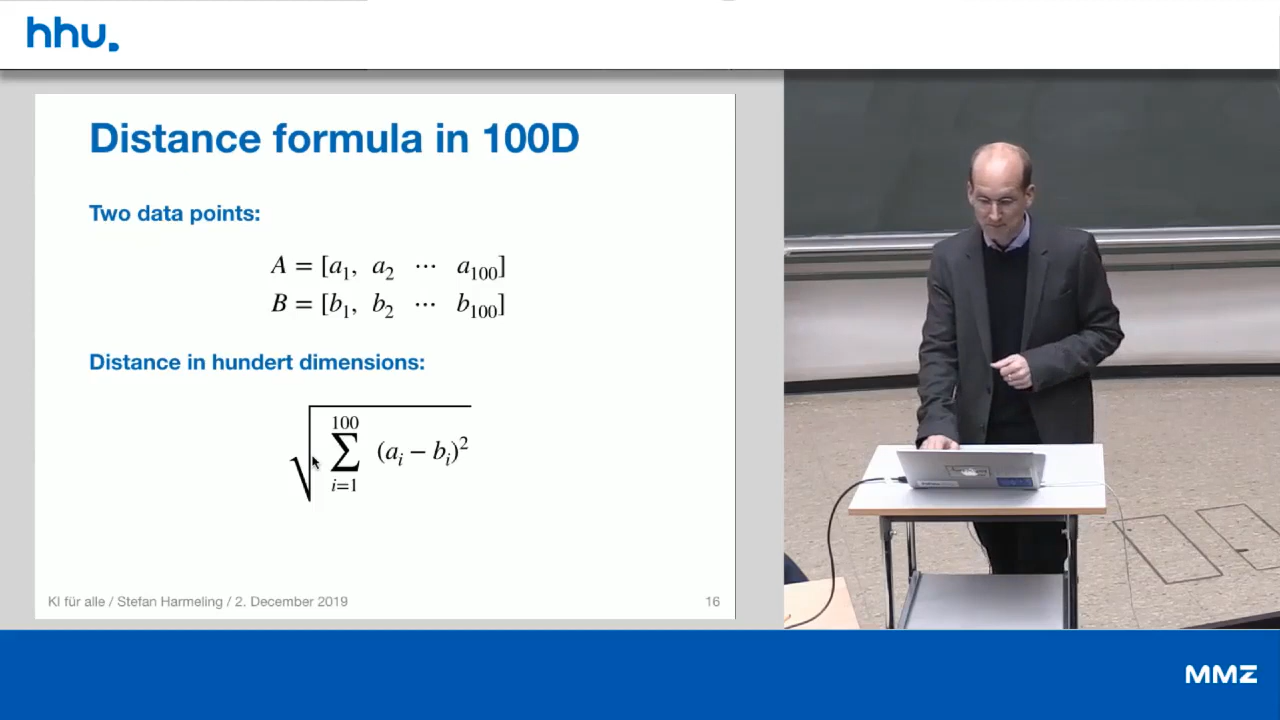 hhu.
Distance formula in 100D
Two data points:
A = [a₁, a₂ ⋯ a₁₀₀]
B = [b₁, b₂ ⋯ b₁₀₀]
Distance in hundert dimensions:
√ 100 ∑ i=1 (aᵢ − bᵢ)²
KI für alle / Stefan Harmeling / 2. December 2019
16
MMZ